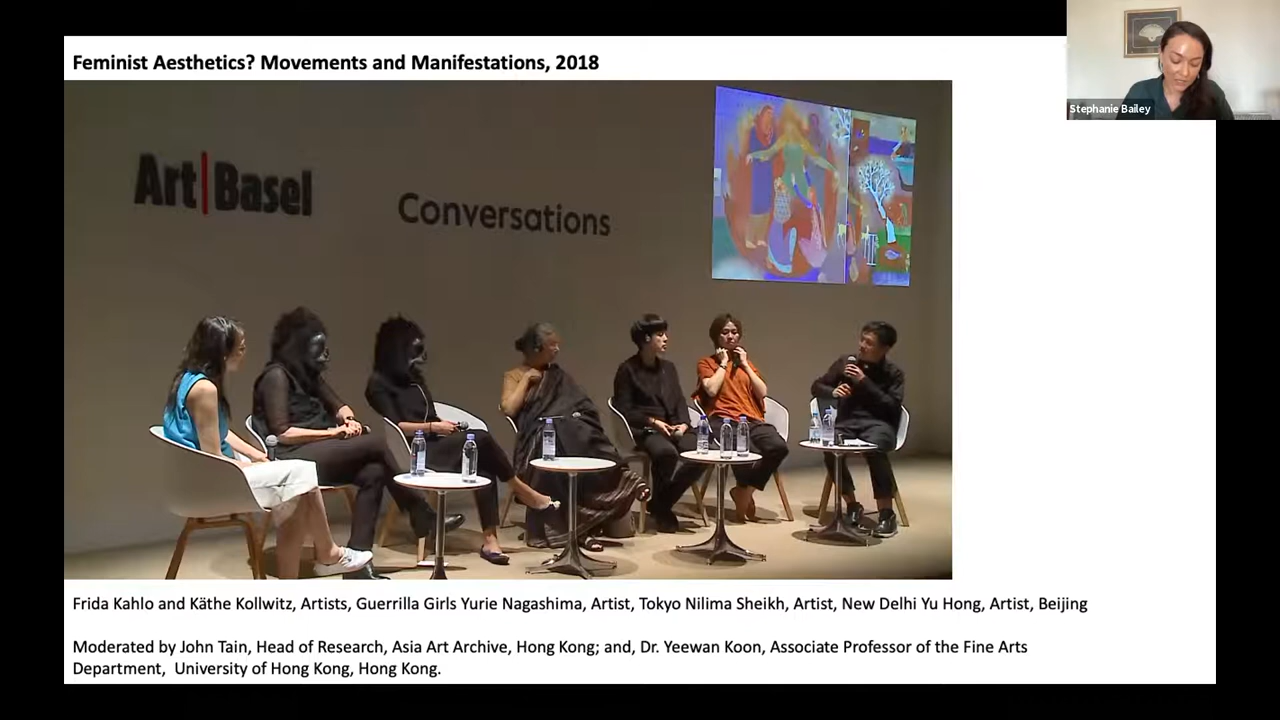 Feminist Aesthetics? Movements and Manifestations, 2018
Stephanie Bailey
Art|Basel
Conversations
Frida Kahlo and Käthe Kollwitz, Artists, Guerrilla Girls Yurie Nagashima, Artist, Tokyo Nilima Sheikh, Artist, New Delhi Yu Hong, Artist, Beijing
Moderated by John Tain, Head of Research, Asia Art Archive, Hong Kong; and, Dr. Yeewan Koon, Associate Professor of the Fine Arts
Department,  University of Hong Kong, Hong Kong.